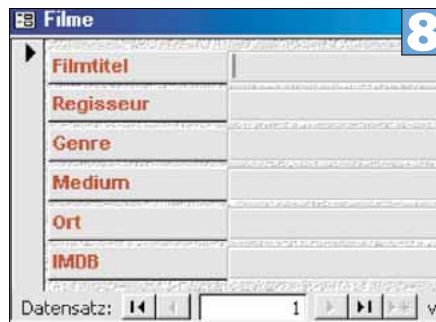 Filme
8
Filmtitel
Regisseur
Genre
Medium
Ort
IMDB
Datensatz: 1 v